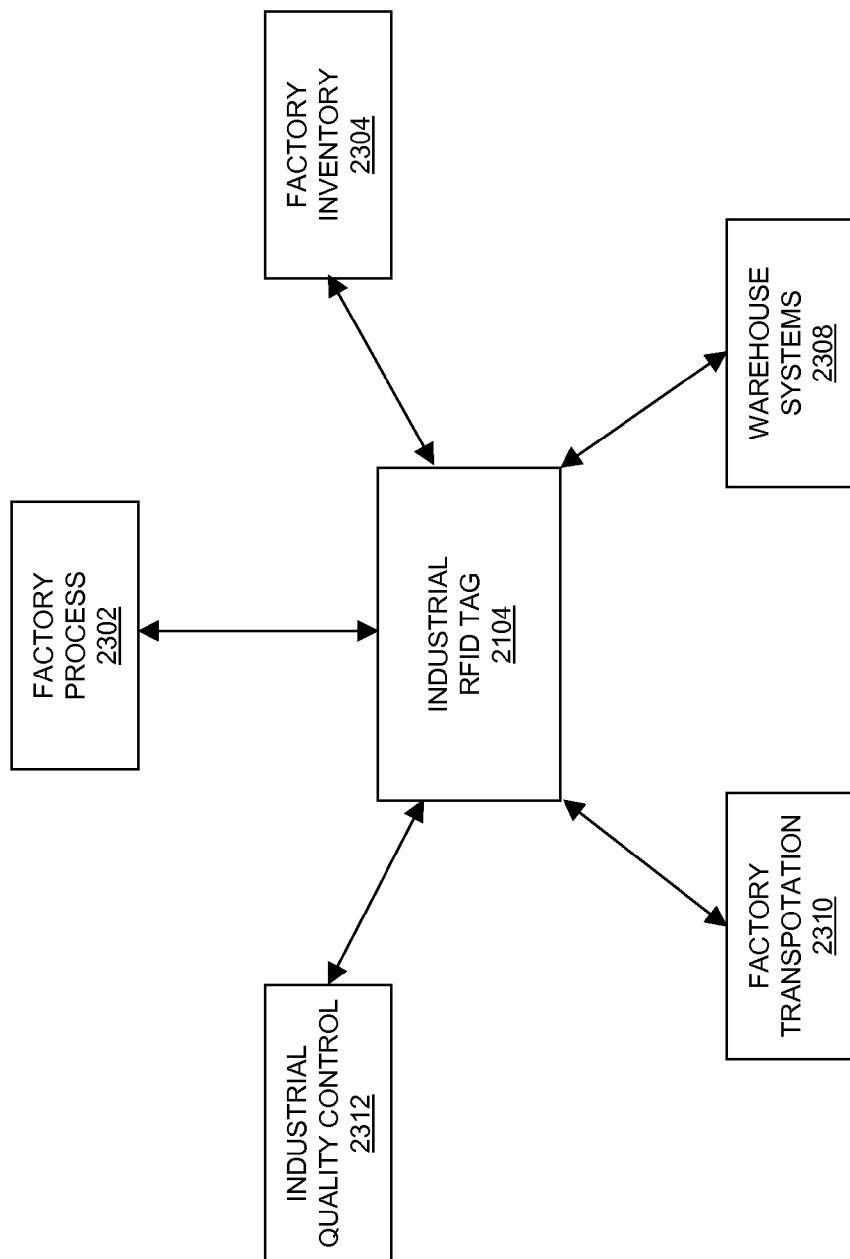 FACTORY
PROCESS
2302
FACTORY
INVENTORY
2304
INDUSTRIAL
QUALITY CONTROL
2312
INDUSTRIAL
RFID TAG
2104
FACTORY
TRANSPOTATION
2310
WAREHOUSE
SYSTEMS
2308